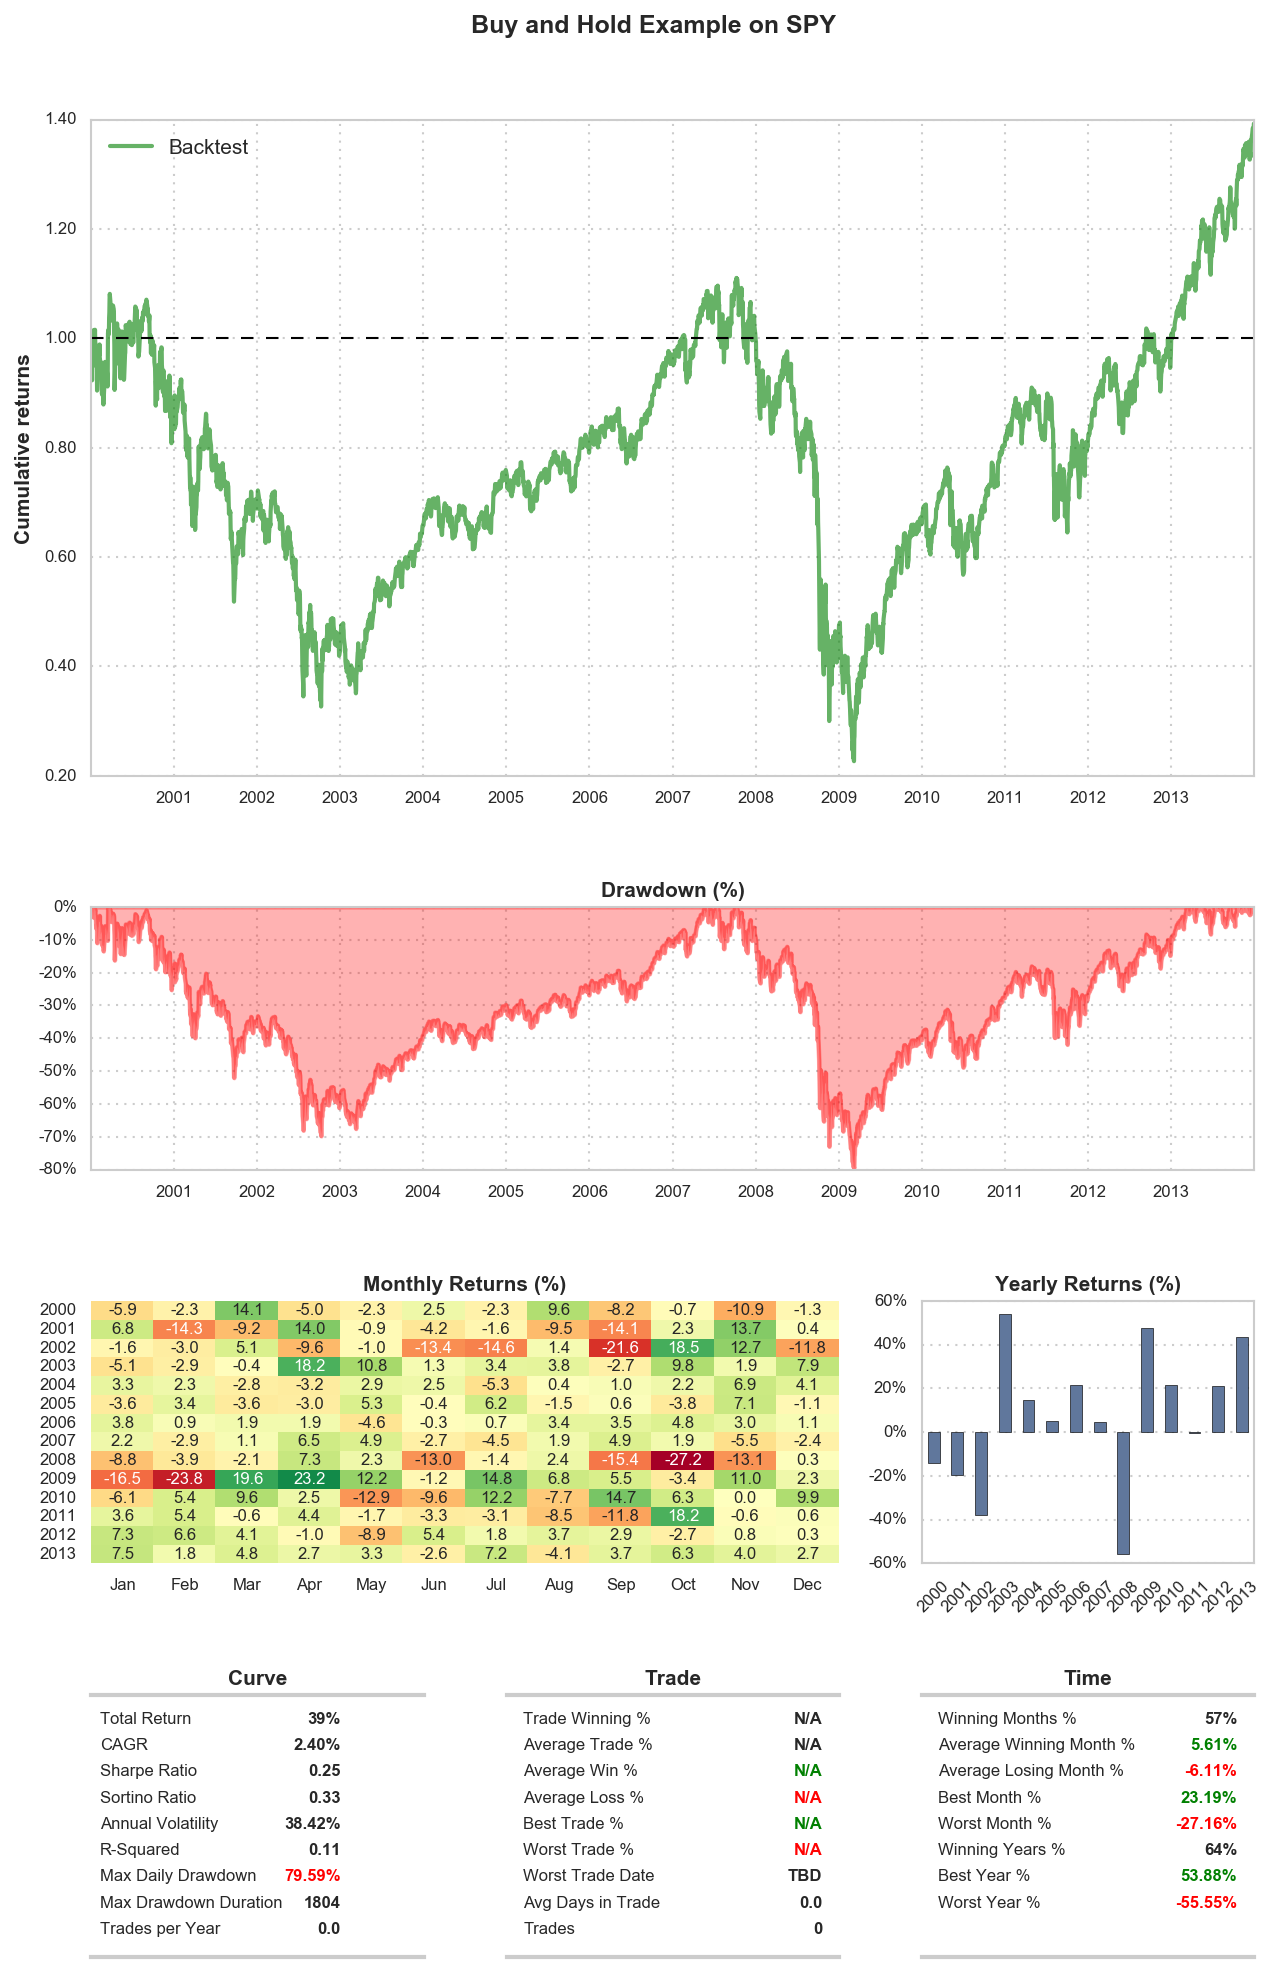 Buy and Hold Example on SPY
1.40
Backtest
1.20
1.00
0.80
0.60
0.40
0.20
Cumulative returns
2001 2002 2003 2004 2005 2006 2007 2008 2009 2010 2011 2012 2013
Drawdown (%)
0%
-10%
-20%
-30%
-40%
-50%
-60%
-70%
-80%
2001 2002 2003 2004 2005 2006 2007 2008 2009 2010 2011 2012 2013
Monthly Returns (%)
2000 -5.9 -2.3 14.1 -5.0 -2.3 2.5 -2.3 9.6 -8.2 -0.7 -10.9 -1.3
2001 6.8 -14.3 -9.2 14.0 -0.9 -4.2 -1.6 -9.5 -14.1 2.3 13.7 0.4
2002 -1.6 -3.0 5.1 -9.6 -1.0 -13.4 -14.6 1.4 -21.6 18.5 12.7 -11.8
2003 -5.1 -2.9 -0.4 18.2 10.8 1.3 3.4 3.8 -2.7 9.8 1.9 7.9
2004 3.3 2.3 -2.8 -3.2 2.9 2.5 -5.3 0.4 1.0 2.2 6.9 4.1
2005 -3.6 3.4 -3.6 -3.0 5.3 -0.4 6.2 -1.5 0.6 -3.8 7.1 -1.1
2006 3.8 0.9 1.9 1.9 -4.6 -0.3 0.7 3.4 3.5 4.8 3.0 1.1
2007 2.2 -2.9 1.1 6.5 4.9 -2.7 -4.5 1.9 4.9 1.9 -5.5 -2.4
2008 -8.8 -3.9 -2.1 7.3 2.3 -13.0 -1.4 2.4 -15.4 -27.2 -13.1 0.3
2009 -16.5 -23.8 19.6 23.2 12.2 -1.2 14.8 6.8 5.5 -3.4 11.0 2.3
2010 -6.1 5.4 9.6 2.5 -12.9 -9.6 12.2 -7.7 14.7 6.3 0.0 9.9
2011 3.6 5.4 -0.6 4.4 -1.7 -3.3 -3.1 -8.5 -11.8 18.2 -0.6 0.6
2012 7.3 6.6 4.1 -1.0 -8.9 5.4 1.8 3.7 2.9 -2.7 0.8 0.3
2013 7.5 1.8 4.8 2.7 3.3 -2.6 7.2 -4.1 3.7 6.3 4.0 2.7
Jan Feb Mar Apr May Jun Jul Aug Sep Oct Nov Dec
Yearly Returns (%)
60%
40%
20%
0%
-20%
-40%
-60%
2000 2001 2002 2003 2004 2005 2006 2007 2008 2009 2010 2011 2012 2013
Curve
Total Return 39%
CAGR 2.40%
Sharpe Ratio 0.25
Sortino Ratio 0.33
Annual Volatility 38.42%
R-Squared 0.11
Max Daily Drawdown 79.59%
Max Drawdown Duration 1804
Trades per Year 0.0
Trade
Trade Winning % N/A
Average Trade % N/A
Average Win % N/A
Average Loss % N/A
Best Trade % N/A
Worst Trade % N/A
Worst Trade Date TBD
Avg Days in Trade 0.0
Trades 0
Time
Winning Months % 57%
Average Winning Month % 5.61%
Average Losing Month % -6.11%
Best Month % 23.19%
Worst Month % -27.16%
Winning Years % 64%
Best Year % 53.88%
Worst Year % -55.55%